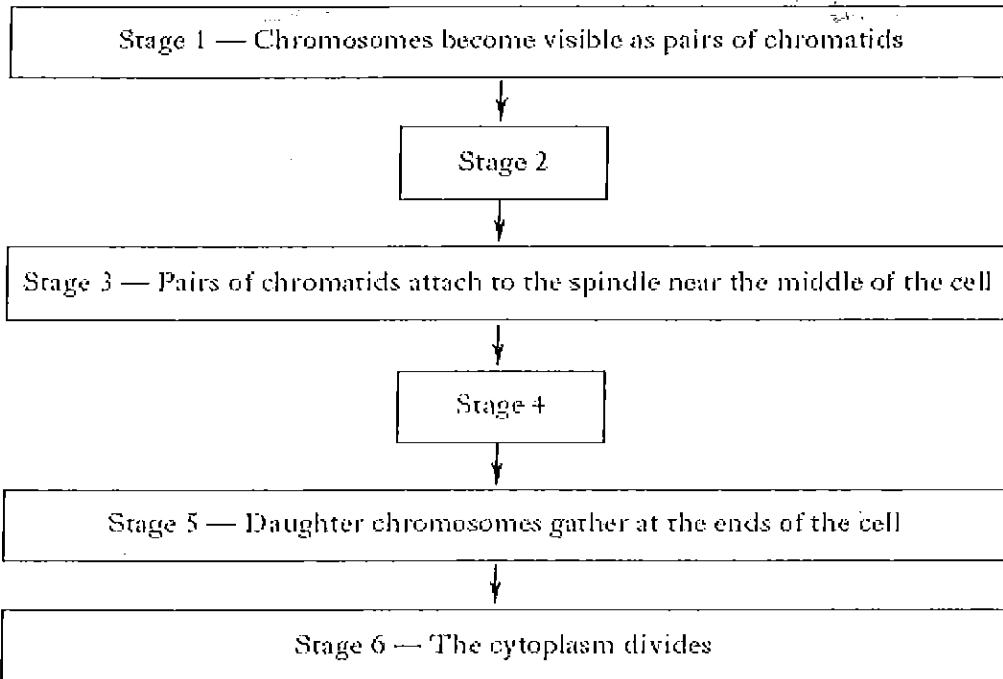 Stage 1 — Chromosomes become visible as pairs of chromatids
Stage 2
Stage 3 — Pairs of chromatids attach to the spindle near the middle of the cell
Stage 4
Stage 5 — Daughter chromosomes gather at the ends of the cell
Stage 6 — The cytoplasm divides